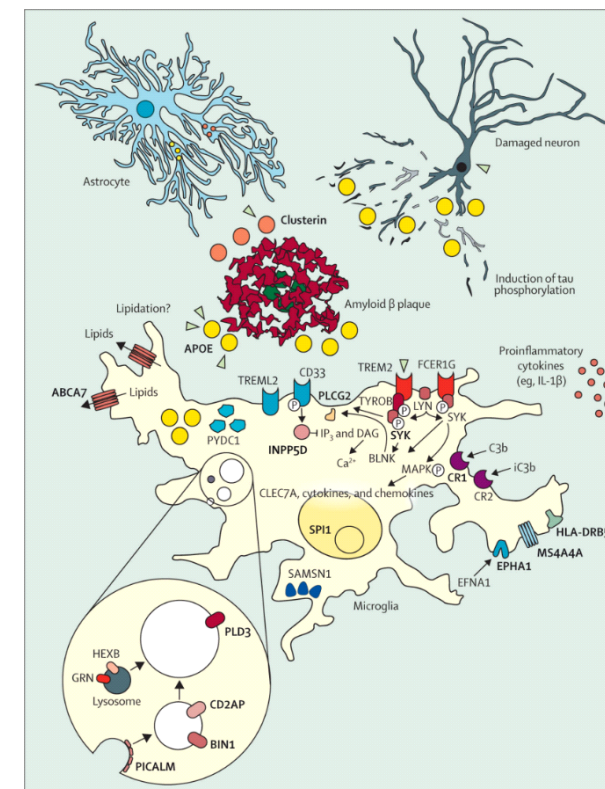 Astrocyte
Damaged neuron
Clusterin
Induction of tau
phosphorylation
Amyloid β plaque
Lipidation?
Lipids
APOE
ABCA7
Lipids
TREML2
CD33
PLCG2
TREM2
FCER1G
Proinflammatory
cytokines
(eg, IL-1β)
PYDC1
P
TYROB
LYN
P
P
SYK
SYK
INPP5D
IP₃ and DAG
Ca²⁺
BLNK
MAPK
P
C3b
CR1
iC3b
CR2
CLEC7A, cytokines, and chemokines
SPI1
HLA-DRB5
MS4A4A
EPHA1
EFNA1
SAMSN1
Microglia
PLD3
HEXB
GRN
Lysosome
CD2AP
BIN1
PICALM